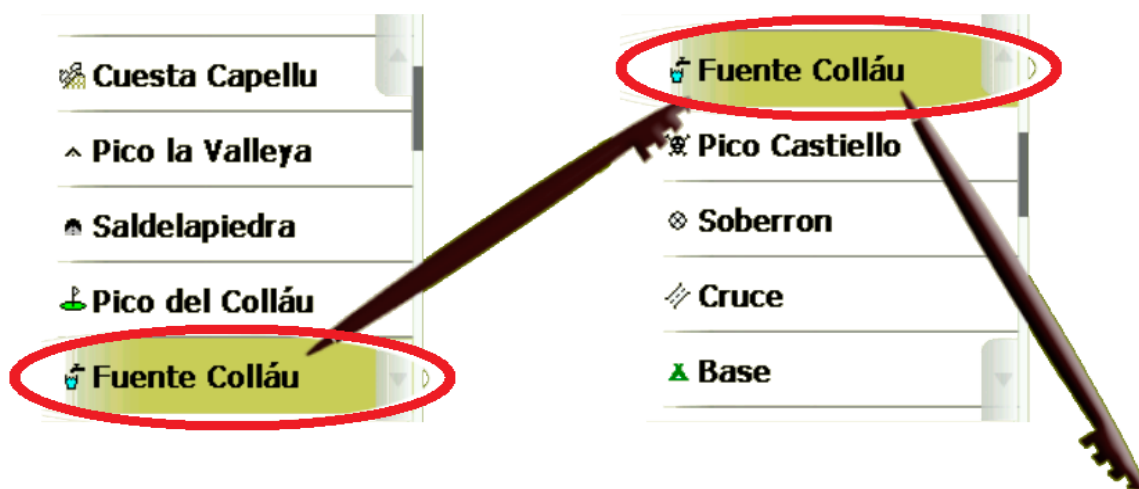 Cuesta Capellu
Pico la Valleya
Saldelapiedra
Pico del Colláu
Fuente Colláu
Fuente Colláu
Pico Castiello
Soberron
Cruce
Base